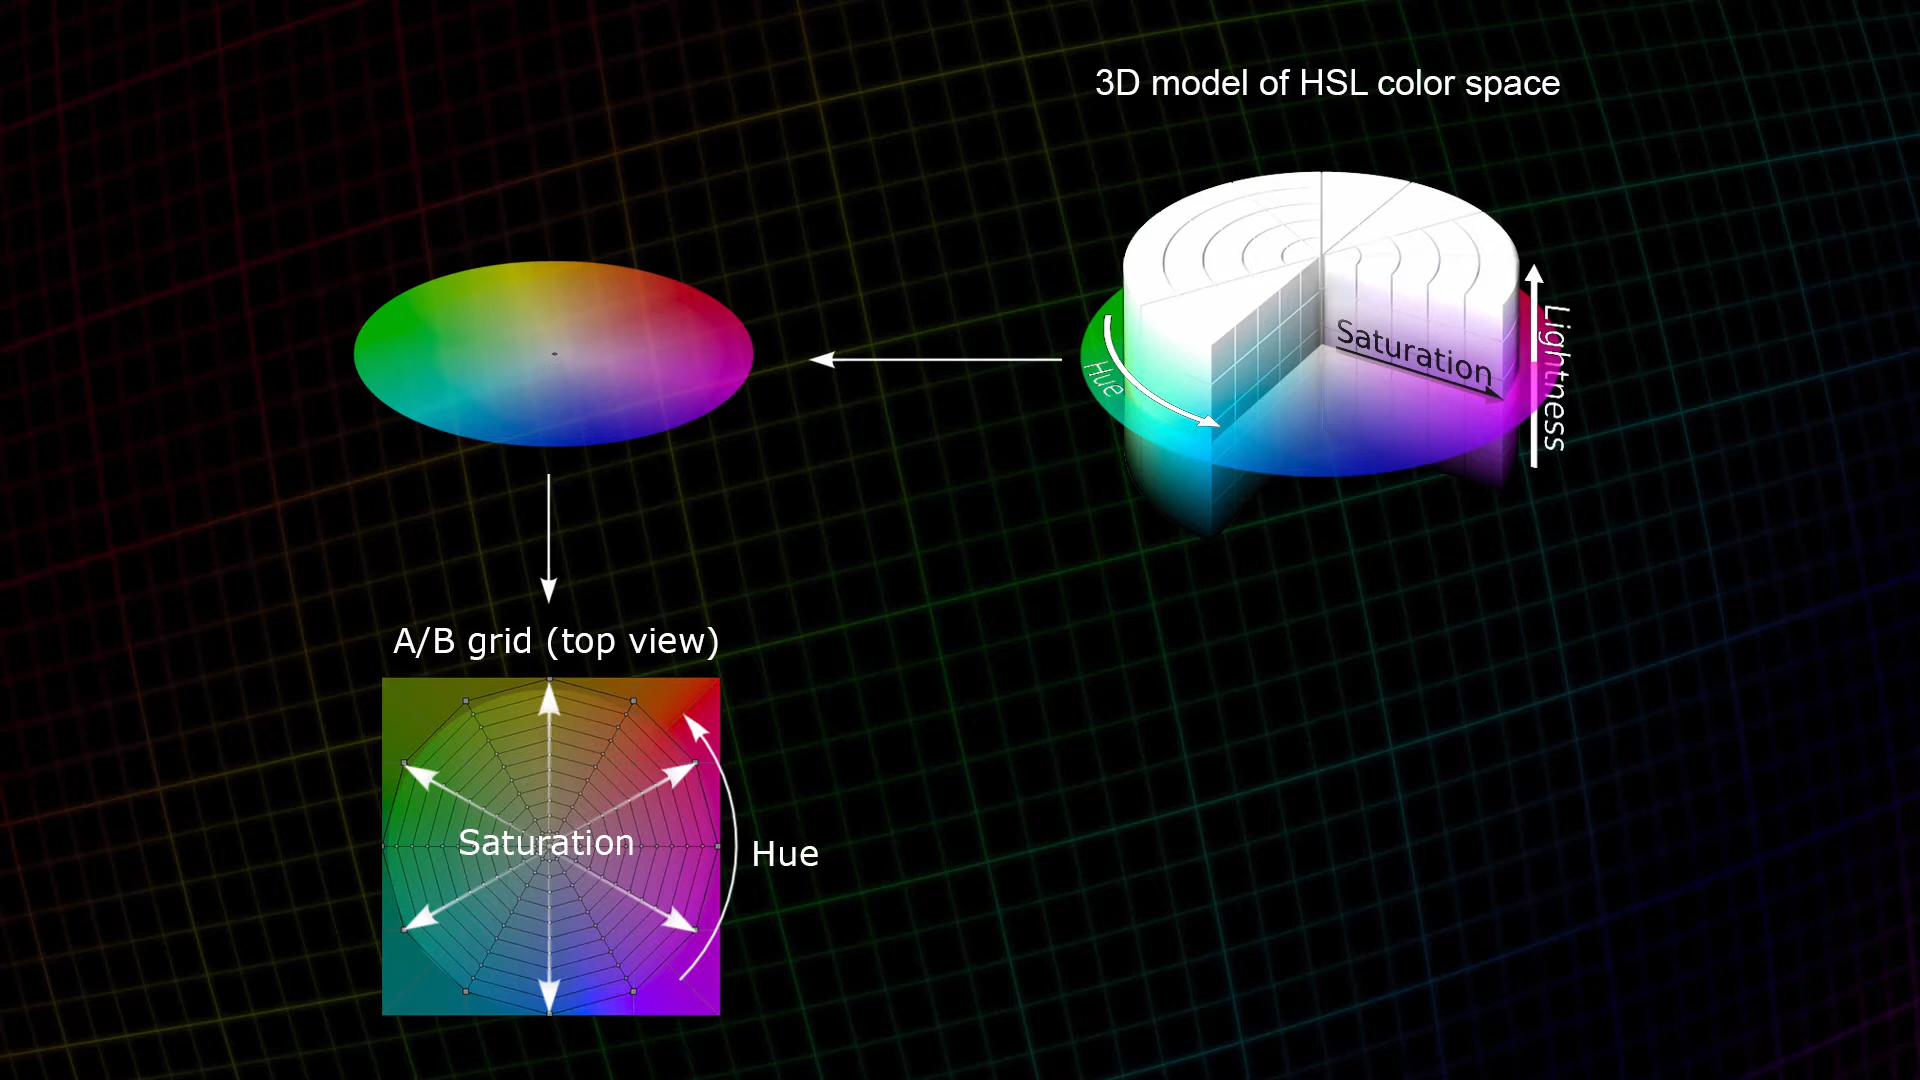 3D model of HSL color space
Saturation
Lightness
Hue
A/B grid (top view)
Saturation
Hue